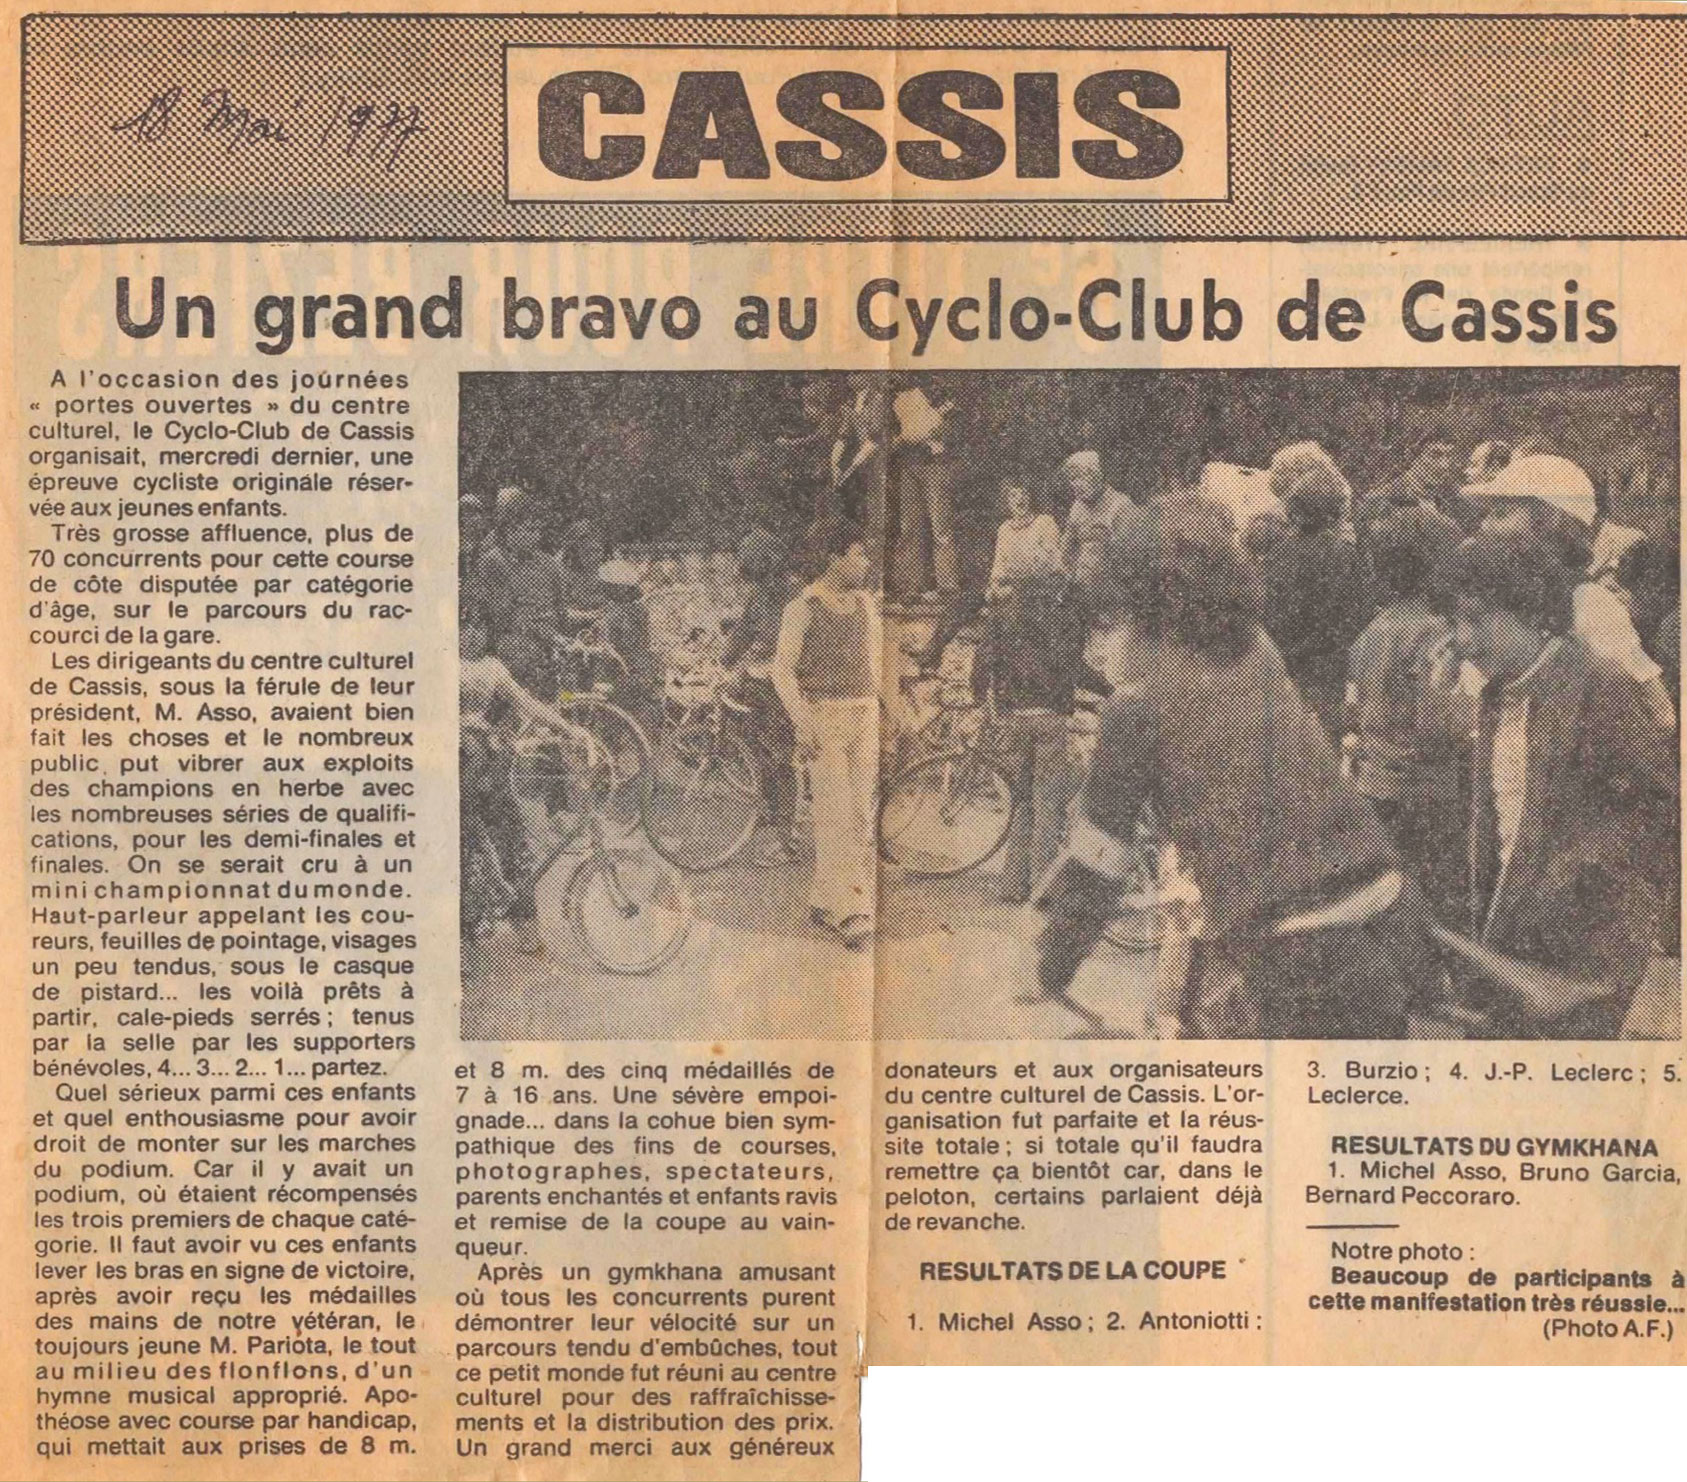 18 Mai 1977
CASSIS
Un grand bravo au Cyclo-Club de Cassis
A l'occasion des journées
« portes ouvertes » du centre
culturel, le Cyclo-Club de Cassis
organisait, mercredi dernier, une
épreuve cycliste originale réser-
vée aux jeunes enfants.
Très grosse affluence, plus de
70 concurrents pour cette course
de côte disputée par catégorie
d'âge, sur le parcours du rac-
courci de la gare.
Les dirigeants du centre culturel
de Cassis, sous la férule de leur
président, M. Asso, avaient bien
fait les choses et le nombreux
public put vibrer aux exploits
des champions en herbe avec
les nombreuses séries de qualifi-
cations, pour les demi-finales et
finales. On se serait cru à un
mini championnat du monde.
Haut-parleur appelant les cou-
reurs, feuilles de pointage, visages
un peu tendus, sous le casque
de pistard... les voilà prêts à
partir, cale-pieds serrés ; tenus
par la selle par les supporters
bénévoles, 4... 3... 2... 1... partez.
Quel sérieux parmi ces enfants
et quel enthousiasme pour avoir
droit de monter sur les marches
du podium. Car il y avait un
podium, où étaient récompensés
les trois premiers de chaque caté-
gorie. Il faut avoir vu ces enfants
lever les bras en signe de victoire,
après avoir reçu les médailles
des mains de notre vétéran, le
toujours jeune M. Pariota, le tout
au milieu des flonflons, d'un
hymne musical approprié. Apo-
théose avec course par handicap,
qui mettait aux prises de 8 m.
et 8 m. des cinq médaillés de
7 à 16 ans. Une sévère empoi-
gnade... dans la cohue bien sym-
pathique des fins de courses,
photographes, spectateurs,
parents enchantés et enfants ravis
et remise de la coupe au vain-
queur.
Après un gymkhana amusant
où tous les concurrents purent
démontrer leur vélocité sur un
parcours tendu d'embûches, tout
ce petit monde fut réuni au centre
culturel pour des raffraîchisse-
ments et la distribution des prix.
Un grand merci aux généreux
donateurs et aux organisateurs
du centre culturel de Cassis. L'or-
ganisation fut parfaite et la réus-
site totale ; si totale qu'il faudra
remettre ça bientôt car, dans le
peloton, certains parlaient déjà
de revanche.
RESULTATS DE LA COUPE
1. Michel Asso ; 2. Antoniotti :
3. Burzio ; 4. J.-P. Leclerc ; 5.
Leclerce.
RESULTATS DU GYMKHANA
1. Michel Asso, Bruno Garcia,
Bernard Peccoraro.
Notre photo :
Beaucoup de participants à
cette manifestation très réussie...
(Photo A.F.)